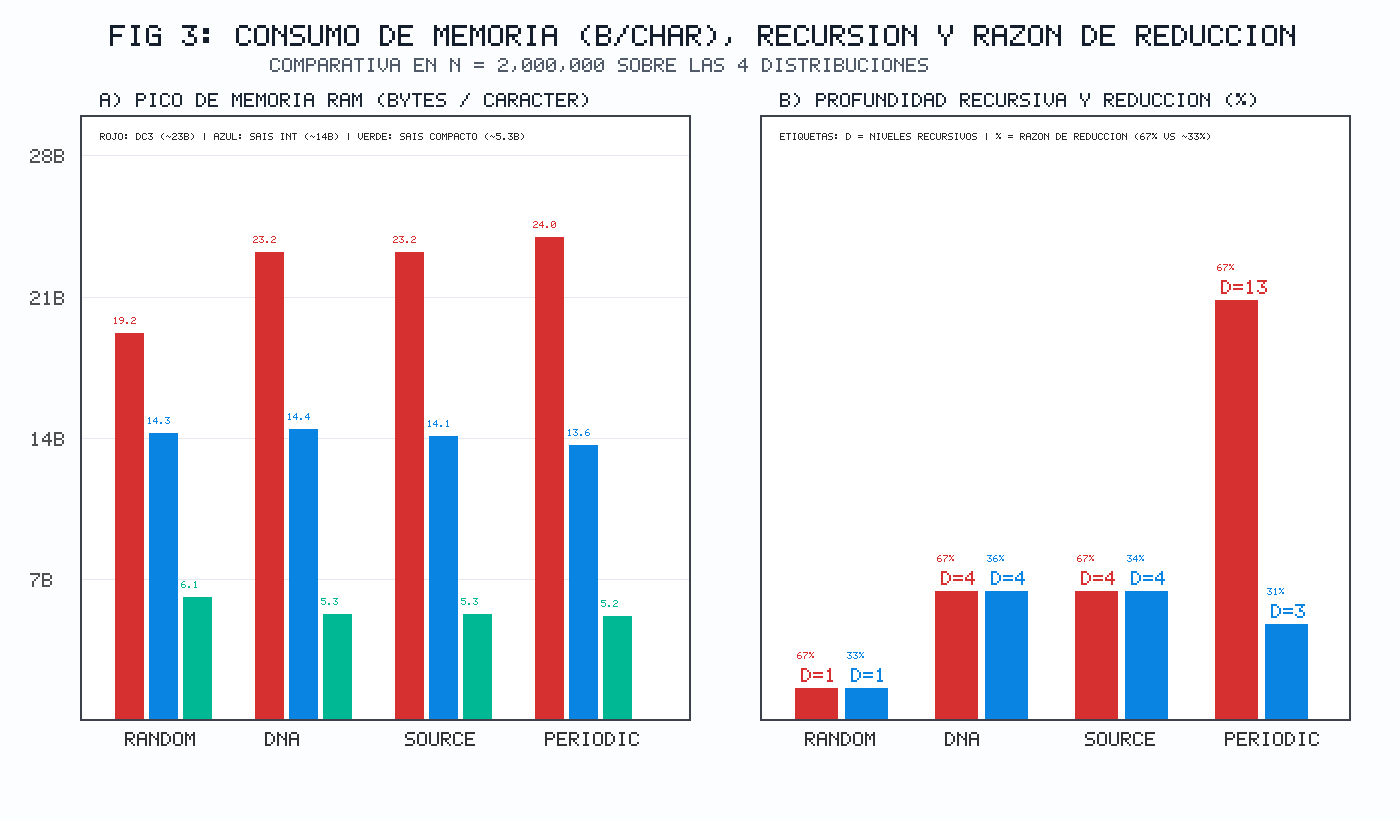 FIG 3: CONSUMO DE MEMORIA (B/CHAR), RECURSION Y RAZON DE REDUCCION
COMPARATIVA EN N = 2,000,000 SOBRE LAS 4 DISTRIBUCIONES
A) PICO DE MEMORIA RAM (BYTES / CARACTER)
ROJO: DC3 (~23B) | AZUL: SAIS INT (~14B) | VERDE: SAIS COMPACTO (~5.3B)
28B
21B
14B
7B
19.2
14.3
6.1
23.2
14.4
5.3
23.2
14.1
5.3
24.0
13.6
5.2
RANDOM
DNA
SOURCE
PERIODIC
B) PROFUNDIDAD RECURSIVA Y REDUCCION (%)
ETIQUETAS: D = NIVELES RECURSIVOS | % = RAZON DE REDUCCION (67% VS ~33%)
67%
D=1
33%
D=1
67%
D=4
36%
D=4
67%
D=4
34%
D=4
67%
D=13
31%
D=3
RANDOM
DNA
SOURCE
PERIODIC